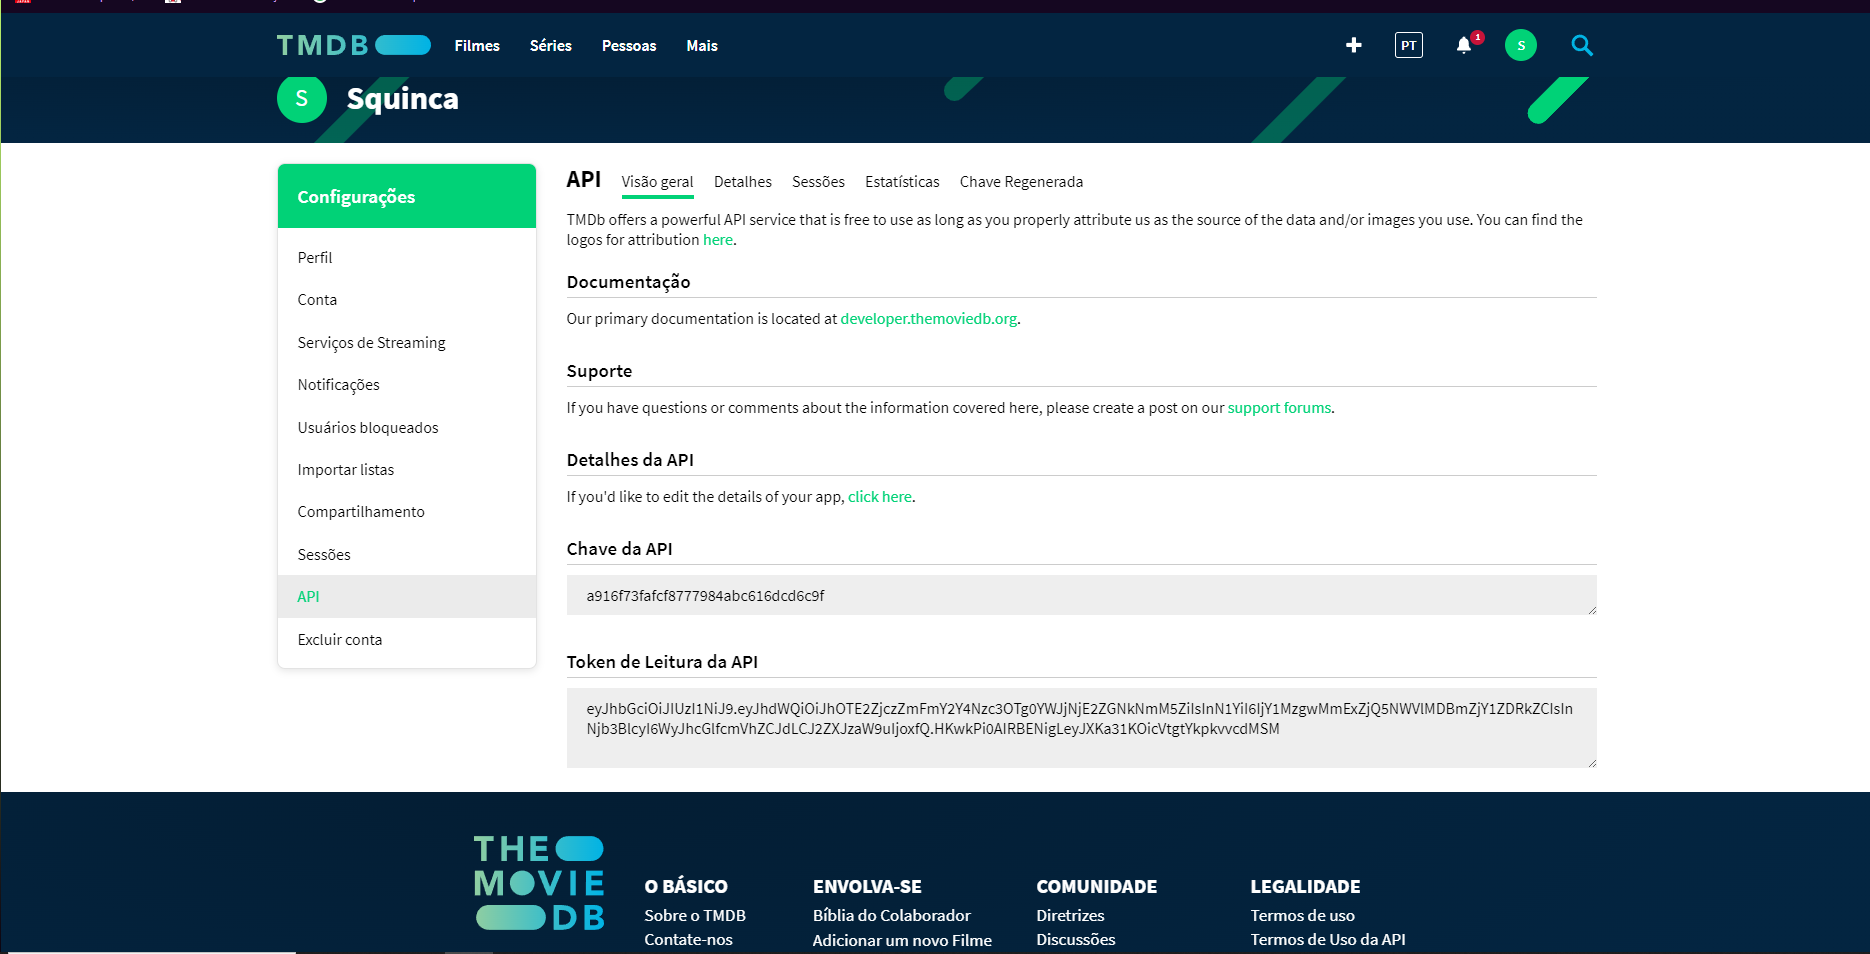 TMDB Filmes Séries Pessoas Mais
PT 1 S
S Squinca
Configurações
Perfil
Conta
Serviços de Streaming
Notificações
Usuários bloqueados
Importar listas
Compartilhamento
Sessões
API
Excluir conta
API Visão geral Detalhes Sessões Estatísticas Chave Regenerada
TMDb offers a powerful API service that is free to use as long as you properly attribute us as the source of the data and/or images you use. You can find the
logos for attribution here.
Documentação
Our primary documentation is located at developer.themoviedb.org.
Suporte
If you have questions or comments about the information covered here, please create a post on our support forums.
Detalhes da API
If you'd like to edit the details of your app, click here.
Chave da API
a916f73fafcf8777984abc616dcd6c9f
Token de Leitura da API
eyJhbGciOiJIUzI1NiJ9.eyJhdWQiOiJhOTE2ZjczZmFmY2Y4Nzc3OTg0YWJjNjE2ZGNkNmM5ZiIsInN1YiI6IjY1MzgwMmExZjQ5NWVlMDBmZjY1ZDRkZCIsIn
Njb3BlcyI6WyJhcGlfcmVhZCJdLCJ2ZXJzaW9uIjoxfQ.HKwkPi0AIRBENigLeyJXKa31KOicVtgtYkpkvvcdMSM
THE
MOVIE
DB
O BÁSICO
Sobre o TMDB
Contate-nos
ENVOLVA-SE
Bíblia do Colaborador
Adicionar um novo Filme
COMUNIDADE
Diretrizes
Discussões
LEGALIDADE
Termos de uso
Termos de Uso da API